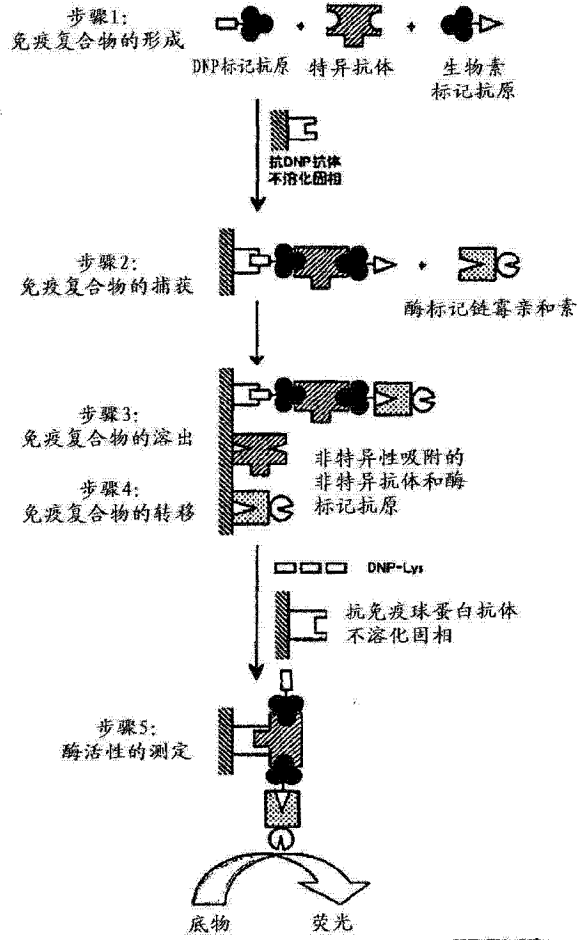 步骤1:
免疫复合物的形成
DNP标记抗原
特异抗体
生物素
标记抗原
抗DNP抗体
不溶化固相
步骤2:
免疫复合物的捕获
酶标记链霉亲和素
步骤3:
免疫复合物的溶出
步骤4:
免疫复合物的转移
非特异性吸附的
非特异抗体和酶
标记抗原
DNP-Lys
抗免疫球蛋白抗体
不溶化固相
步骤5:
酶活性的测定
底物
荧光